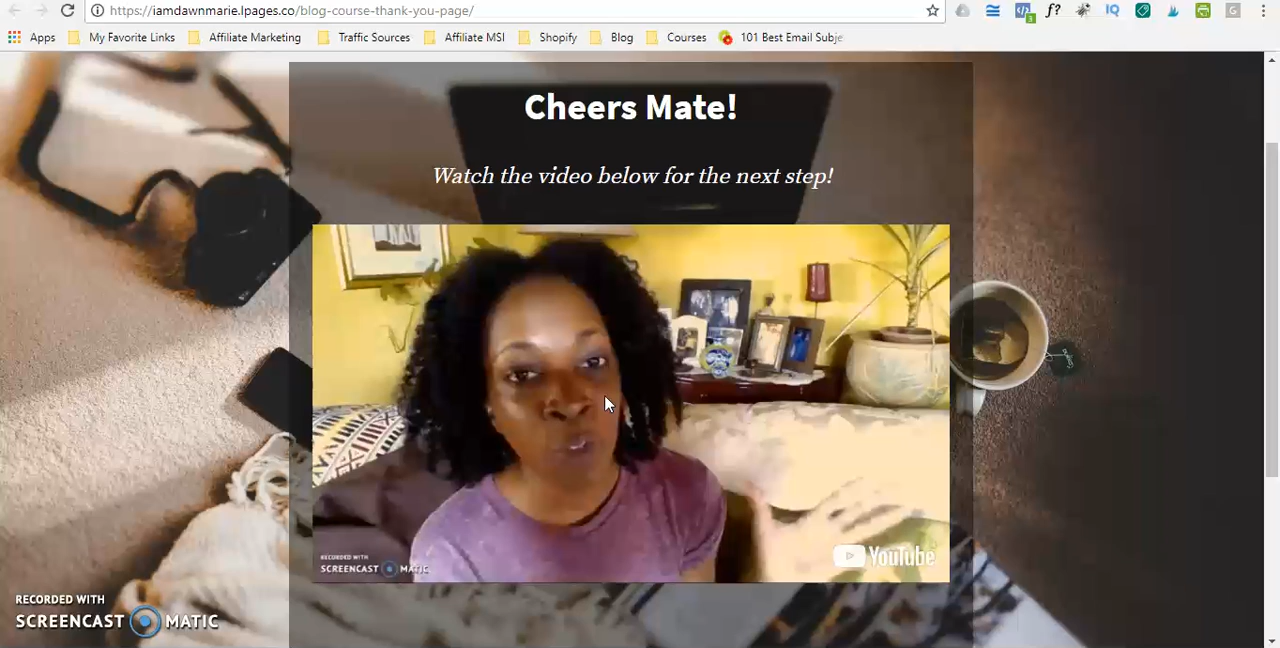 https://iamdawnmarie.lpages.co/blog-course-thank-you-page/
f?
3
IQ
G
Apps
My Favorite Links
Affiliate Marketing
Traffic Sources
Affiliate MSI
Shopify
Blog
Courses
101 Best Email Subje
Cheers Mate!
Watch the video below for the next step!
RECORDED WITH
SCREENCAST MATIC
YouTube
RECORDED WITH
SCREENCAST MATIC